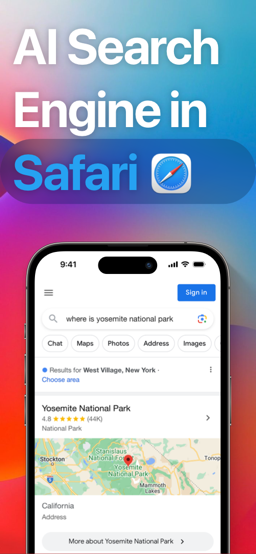 AI Search
Engine in
Safari
9:41
Sign in
where is yosemite national park
Chat
Maps
Photos
Address
Images
Results for West Village, New York ·
Choose area
Yosemite National Park
4.8 (44K)
National Park
Stockton
Stanislaus
National Forest
Yosemite
National
Park
Tonop
Mammoth
Lakes
California
Address
More about Yosemite National Park